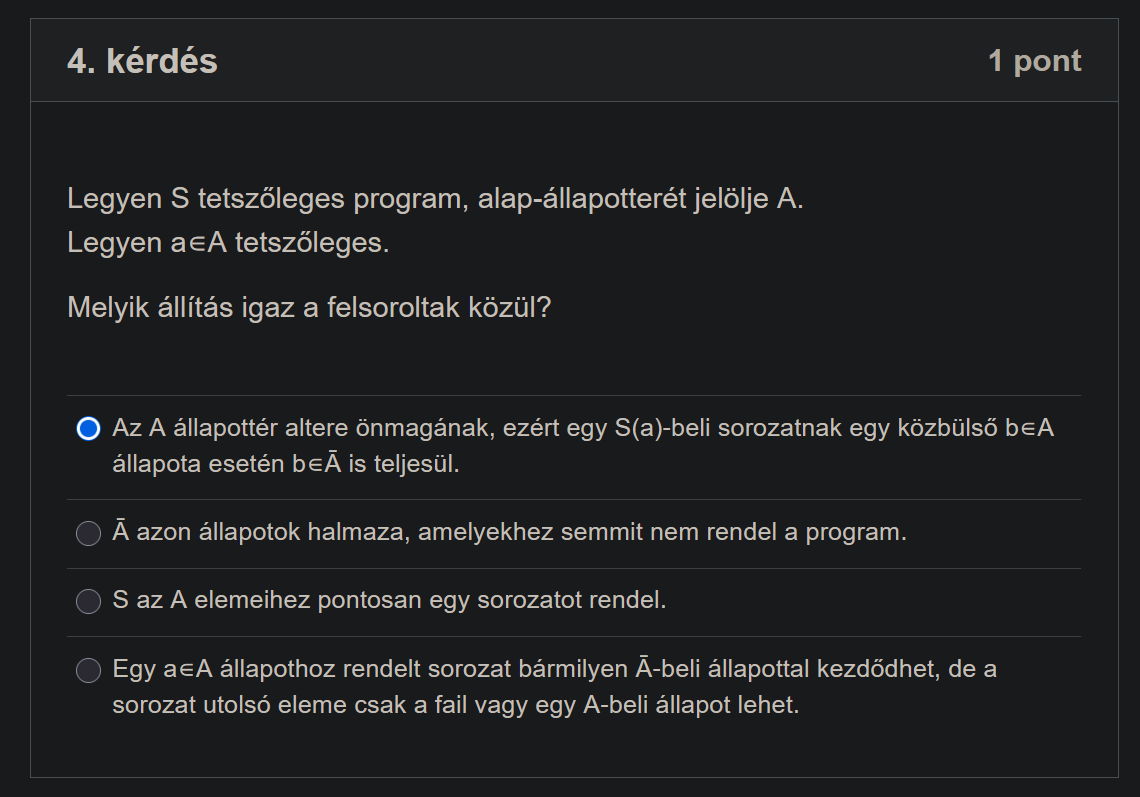 4. kérdés
1 pont
Legyen S tetszőleges program, alap-állapotterét jelölje A.
Legyen a∈A tetszőleges.
Melyik állítás igaz a felsoroltak közül?
Az A állapottér altere önmagának, ezért egy S(a)-beli sorozatnak egy közbülső b∈A
állapota esetén b∈Ā is teljesül.
Ā azon állapotok halmaza, amelyekhez semmit nem rendel a program.
S az A elemeihez pontosan egy sorozatot rendel.
Egy a∈A állapothoz rendelt sorozat bármilyen Ā-beli állapottal kezdődhet, de a
sorozat utolsó eleme csak a fail vagy egy A-beli állapot lehet.